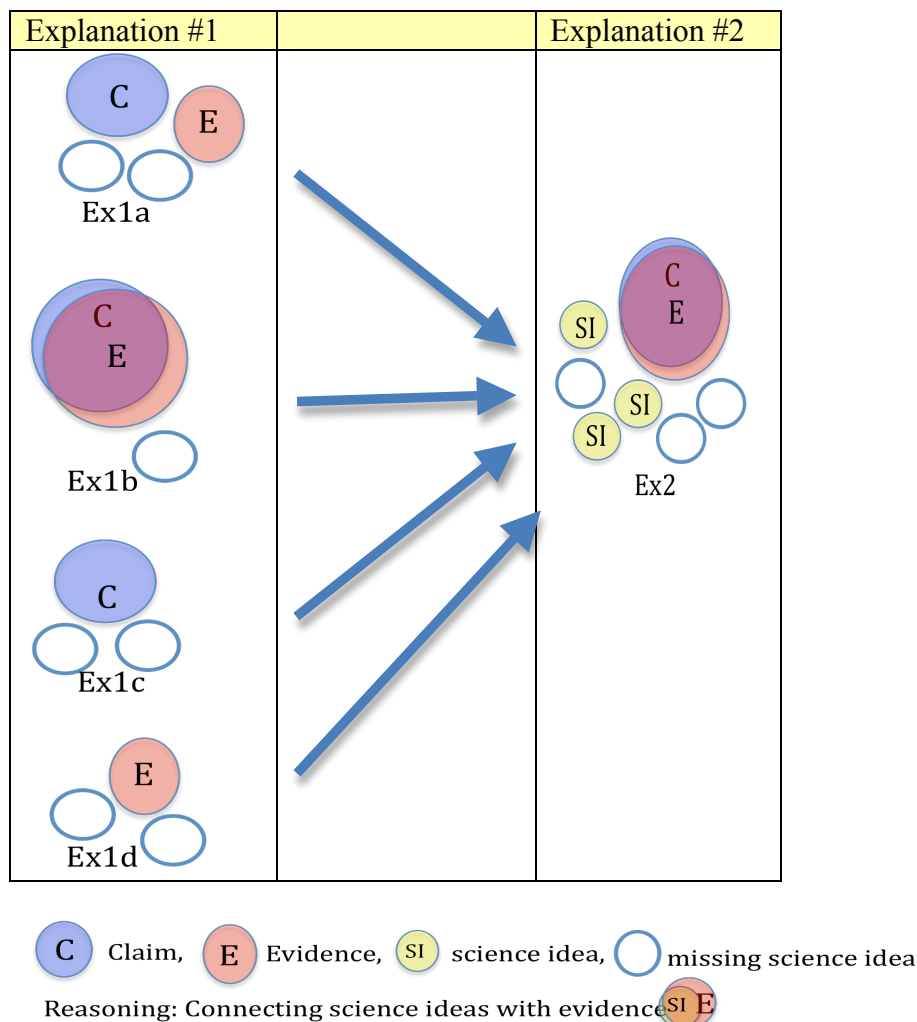 Explanation #1
Explanation #2
C
E
Ex1a
C
E
Ex1b
C
Ex1c
E
Ex1d
C
E
SI
SI
SI
Ex2
C Claim, E Evidence, SI science idea, missing science idea
Reasoning: Connecting science ideas with evidence SI E